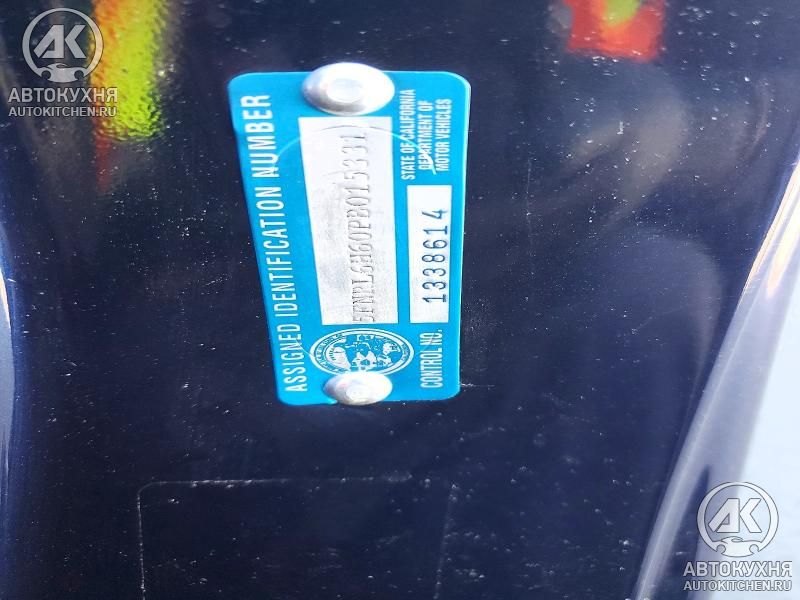 АВТОКУХНЯ
AUTOKITCHEN.RU
ASSIGNED IDENTIFICATION NUMBER
5FNRL6H60PB015331
STATE OF CALIFORNIA
DEPARTMENT OF
MOTOR VEHICLES
CONTROL NO. 1338614
АВТОКУХНЯ
AUTOKITCHEN.RU